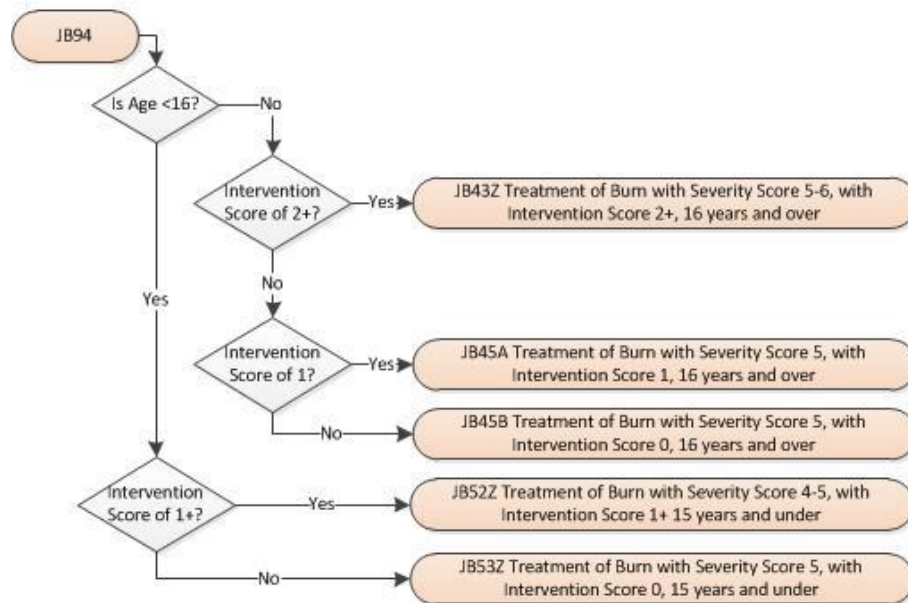 JB94
Is Age <16?
No
Intervention
Score of 2+?
Yes
JB43Z Treatment of Burn with Severity Score 5-6, with
Intervention Score 2+, 16 years and over
No
Yes
Intervention
Score of 1?
Yes
JB45A Treatment of Burn with Severity Score 5, with
Intervention Score 1, 16 years and over
No
JB45B Treatment of Burn with Severity Score 5, with
Intervention Score 0, 16 years and over
Intervention
Score of 1+?
Yes
JB52Z Treatment of Burn with Severity Score 4-5, with
Intervention Score 1+ 15 years and under
No
JB53Z Treatment of Burn with Severity Score 5, with
Intervention Score 0, 15 years and under